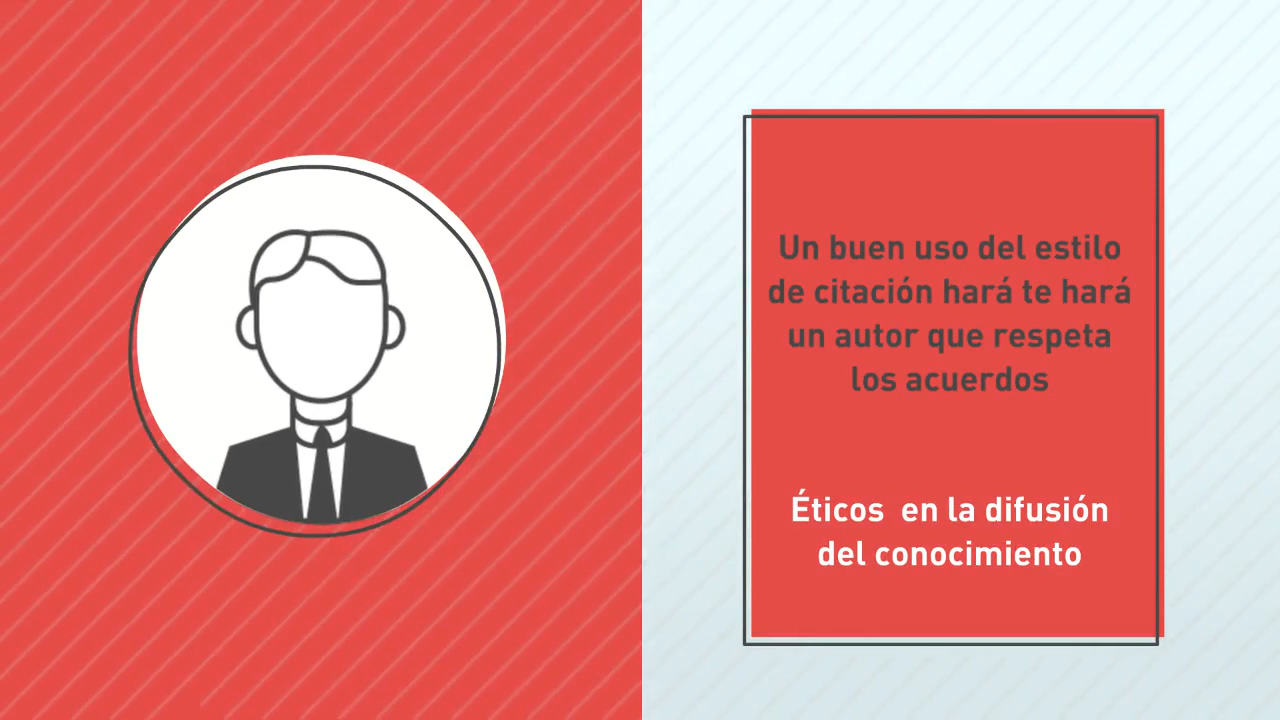 Un buen uso del estilo
de citación hará te hará
un autor que respeta
los acuerdos
Éticos en la difusión
del conocimiento